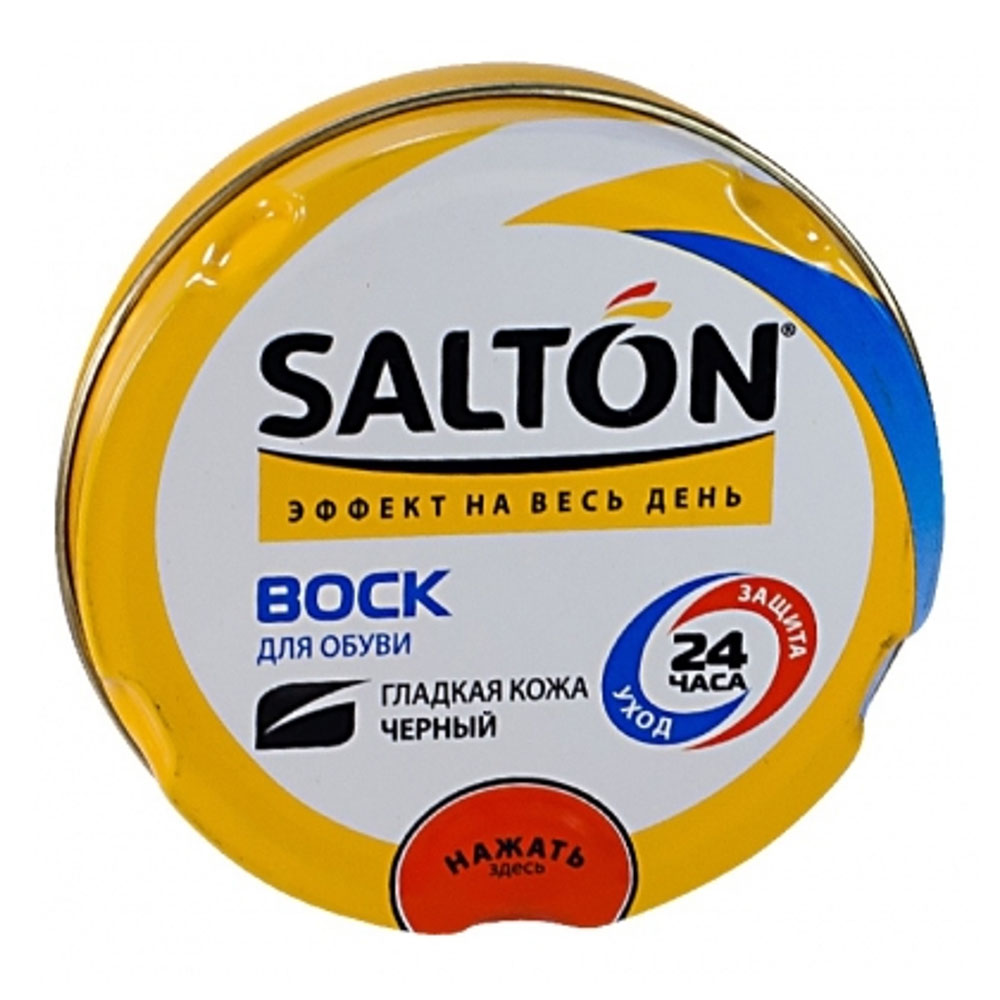 SALTON®
ЭФФЕКТ НА ВЕСЬ ДЕНЬ
ВОСК
ДЛЯ ОБУВИ
ГЛАДКАЯ КОЖА
ЧЕРНЫЙ
ЗАЩИТА
24
ЧАСА
УХОД
НАЖАТЬ
здесь